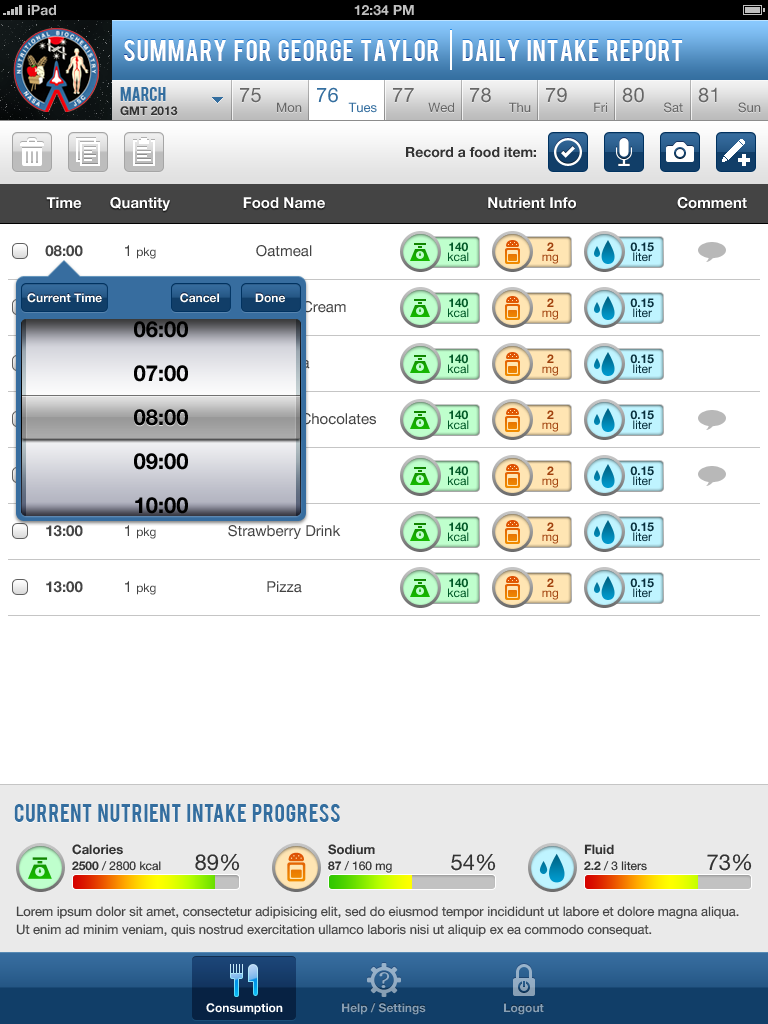 iPad
12:34 PM
NUTRITIONAL BIOCHEMISTRY
NASA JSC
SUMMARY FOR GEORGE TAYLOR | DAILY INTAKE REPORT
MARCH
GMT 2013
75 Mon
76 Tues
77 Wed
78 Thu
79 Fri
80 Sat
81 Sun
Record a food item:
Time Quantity Food Name Nutrient Info Comment
08:00 1 pkg Oatmeal 140 kcal 2 mg 0.15 liter
Current Time Cancel Done
06:00
07:00
08:00
09:00
10:00
Cream 140 kcal 2 mg 0.15 liter
a 140 kcal 2 mg 0.15 liter
Chocolates 140 kcal 2 mg 0.15 liter
140 kcal 2 mg 0.15 liter
13:00 1 pkg Strawberry Drink 140 kcal 2 mg 0.15 liter
13:00 1 pkg Pizza 140 kcal 2 mg 0.15 liter
CURRENT NUTRIENT INTAKE PROGRESS
Calories
2500 / 2800 kcal 89%
Sodium
87 / 160 mg 54%
Fluid
2.2 / 3 liters 73%
Lorem ipsum dolor sit amet, consectetur adipisicing elit, sed do eiusmod tempor incididunt ut labore et dolore magna aliqua.
Ut enim ad minim veniam, quis nostrud exercitation ullamco laboris nisi ut aliquip ex ea commodo consequat.
Consumption
Help / Settings
Logout